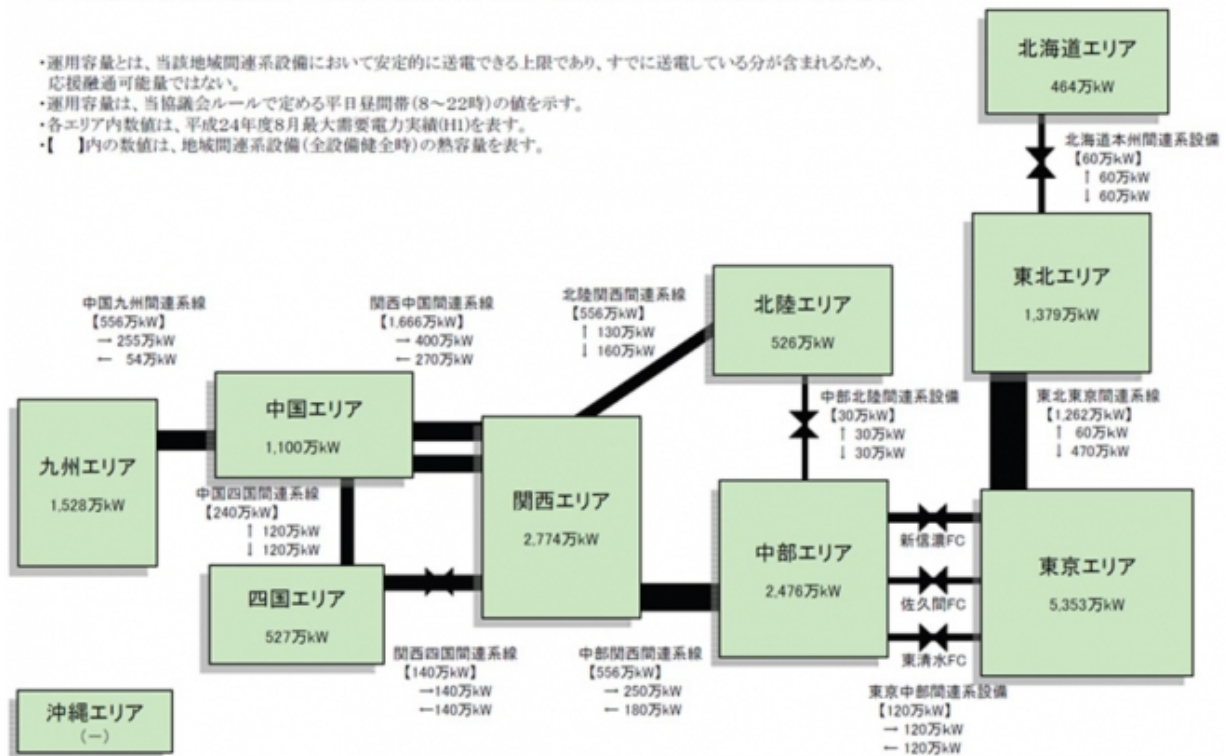 ・運用容量とは、当該地域間連系設備において安定的に送電できる上限であり、すでに送電している分が含まれるため、
応援融通可能量ではない。
・運用容量は、当協議会ルールで定める平日昼間帯(8～22時)の値を示す。
・各エリア内数値は、平成24年度8月最大需要電力実績(H1)を表す。
・【　】内の数値は、地域間連系設備(全設備健全時)の熱容量を表す。
北海道エリア
464万kW
北海道本州間連系設備
【60万kW】
↑ 60万kW
↓ 60万kW
東北エリア
1,379万kW
東北東京間連系線
【1,262万kW】
↑ 60万kW
↓ 470万kW
北陸エリア
526万kW
北陸関西間連系線
【556万kW】
↑ 130万kW
↓ 160万kW
関西中国間連系線
【1,666万kW】
→ 400万kW
← 270万kW
中国九州間連系線
【556万kW】
→ 255万kW
← 54万kW
中部北陸間連系設備
【30万kW】
↑ 30万kW
↓ 30万kW
中国エリア
1,100万kW
九州エリア
1,528万kW
中国四国間連系線
【240万kW】
↑ 120万kW
↓ 120万kW
関西エリア
2,774万kW
中部エリア
2,476万kW
新信濃FC
佐久間FC
東清水FC
東京エリア
5,353万kW
四国エリア
527万kW
関西四国間連系線
【140万kW】
→140万kW
←140万kW
中部関西間連系線
【556万kW】
→ 250万kW
← 180万kW
東京中部間連系設備
【120万kW】
→ 120万kW
← 120万kW
沖縄エリア
(－)